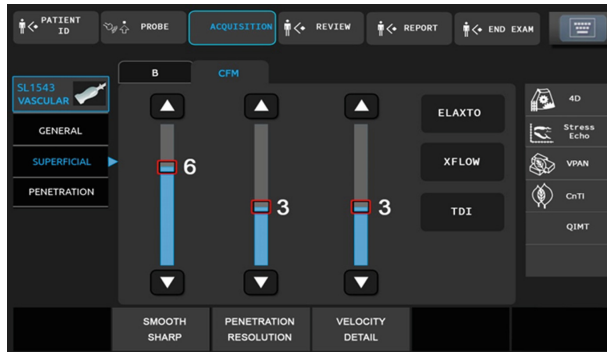 PATIENT
ID
PROBE
ACQUISITION
REVIEW
REPORT
END EXAM
B
CFM
SL1543
VASCULAR
GENERAL
SUPERFICIAL
PENETRATION
6
3
3
ELAXTO
XFLOW
TDI
4D
Stress
Echo
VPAN
CnTI
QIMT
SMOOTH
SHARP
PENETRATION
RESOLUTION
VELOCITY
DETAIL